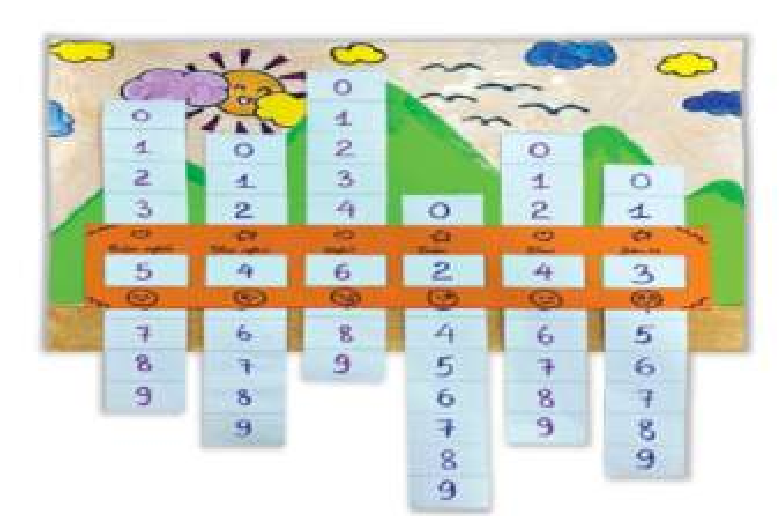 0
0 1
1 0 2 0
2 1 3 1 0
3 2 4 0 2 1
5 4 6 2 4 3
7 6 8 4 6 5
8 7 9 5 7 6
9 8 6 8 7
9 7 9 8
8 9
9